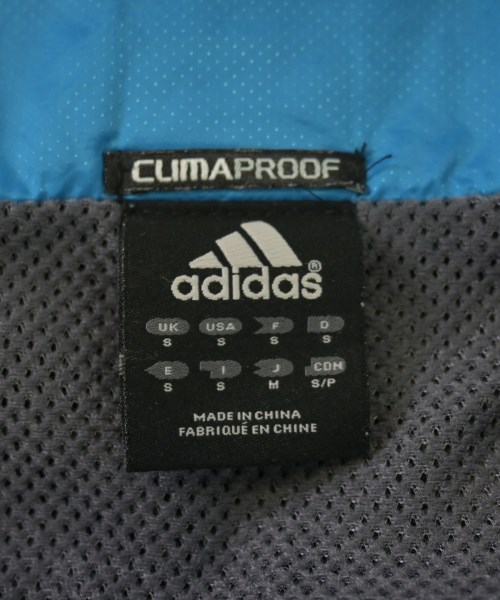 CLIMAPROOF
adidas®
UK USA F D
S S S S
E I J CDN
S S M S/P
MADE IN CHINA
FABRIQUÉ EN CHINE